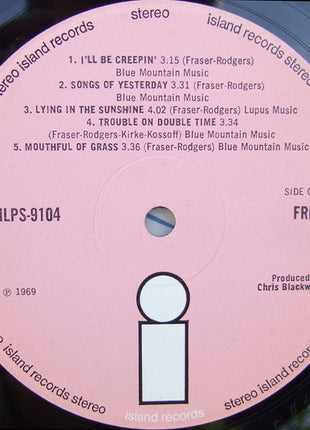 stereo
island records
stereo island records
1. I'LL BE CREEPIN' 3:15 (Fraser-Rodgers)
Blue Mountain Music
2. SONGS OF YESTERDAY 3.31 (Fraser-Rodgers)
Blue Mountain Music
3. LYING IN THE SUNSHINE 4.02 (Fraser-Rodgers) Lupus Music
4. TROUBLE ON DOUBLE TIME 3.34
(Fraser-Rodgers-Kirke-Kossoff) Blue Mountain Music
5. MOUTHFUL OF GRASS 3.36 (Fraser-Rodgers) Blue Mountain Music
ILPS-9104
SIDE
FR
℗ 1969
Produced
Chris Blackw
i
island records stereo
island records
stereo island records